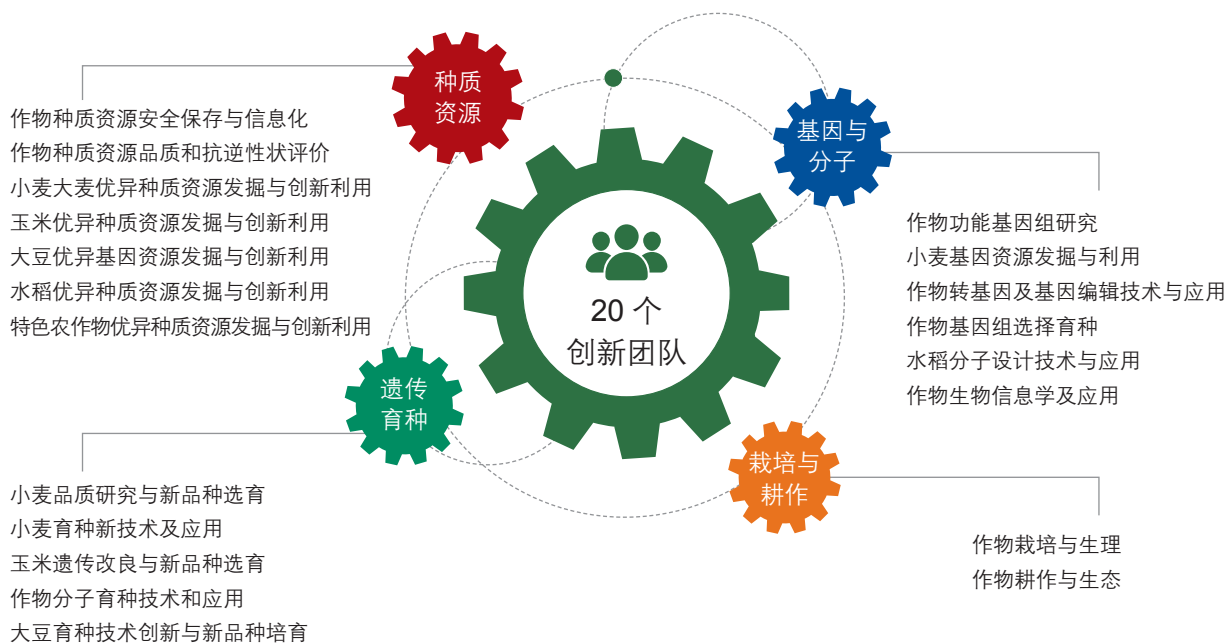 种质
资源
作物种质资源安全保存与信息化
作物种质资源品质和抗逆性状评价
小麦大麦优异种质资源发掘与创新利用
玉米优异种质资源发掘与创新利用
大豆优异基因资源发掘与创新利用
水稻优异种质资源发掘与创新利用
特色农作物优异种质资源发掘与创新利用
基因与
分子
作物功能基因组研究
小麦基因资源发掘与利用
作物转基因及基因编辑技术与应用
作物基因组选择育种
水稻分子设计技术与应用
作物生物信息学及应用
20 个
创新团队
遗传
育种
小麦品质研究与新品种选育
小麦育种新技术及应用
玉米遗传改良与新品种选育
作物分子育种技术和应用
大豆育种技术创新与新品种培育
栽培与
耕作
作物栽培与生理
作物耕作与生态